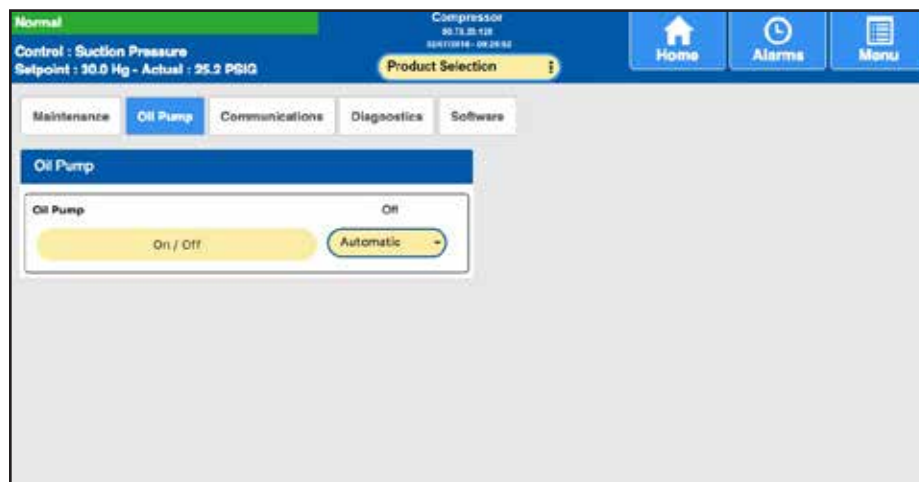 Normal
Compressor
Control : Suction Pressure
Setpoint : 30.0 Hg - Actual : 25.2 PSIG
Product Selection
Home
Alarms
Menu
Maintenance
Oil Pump
Communications
Diagnostics
Software
Oil Pump
Oil Pump
Off
On / Off
Automatic